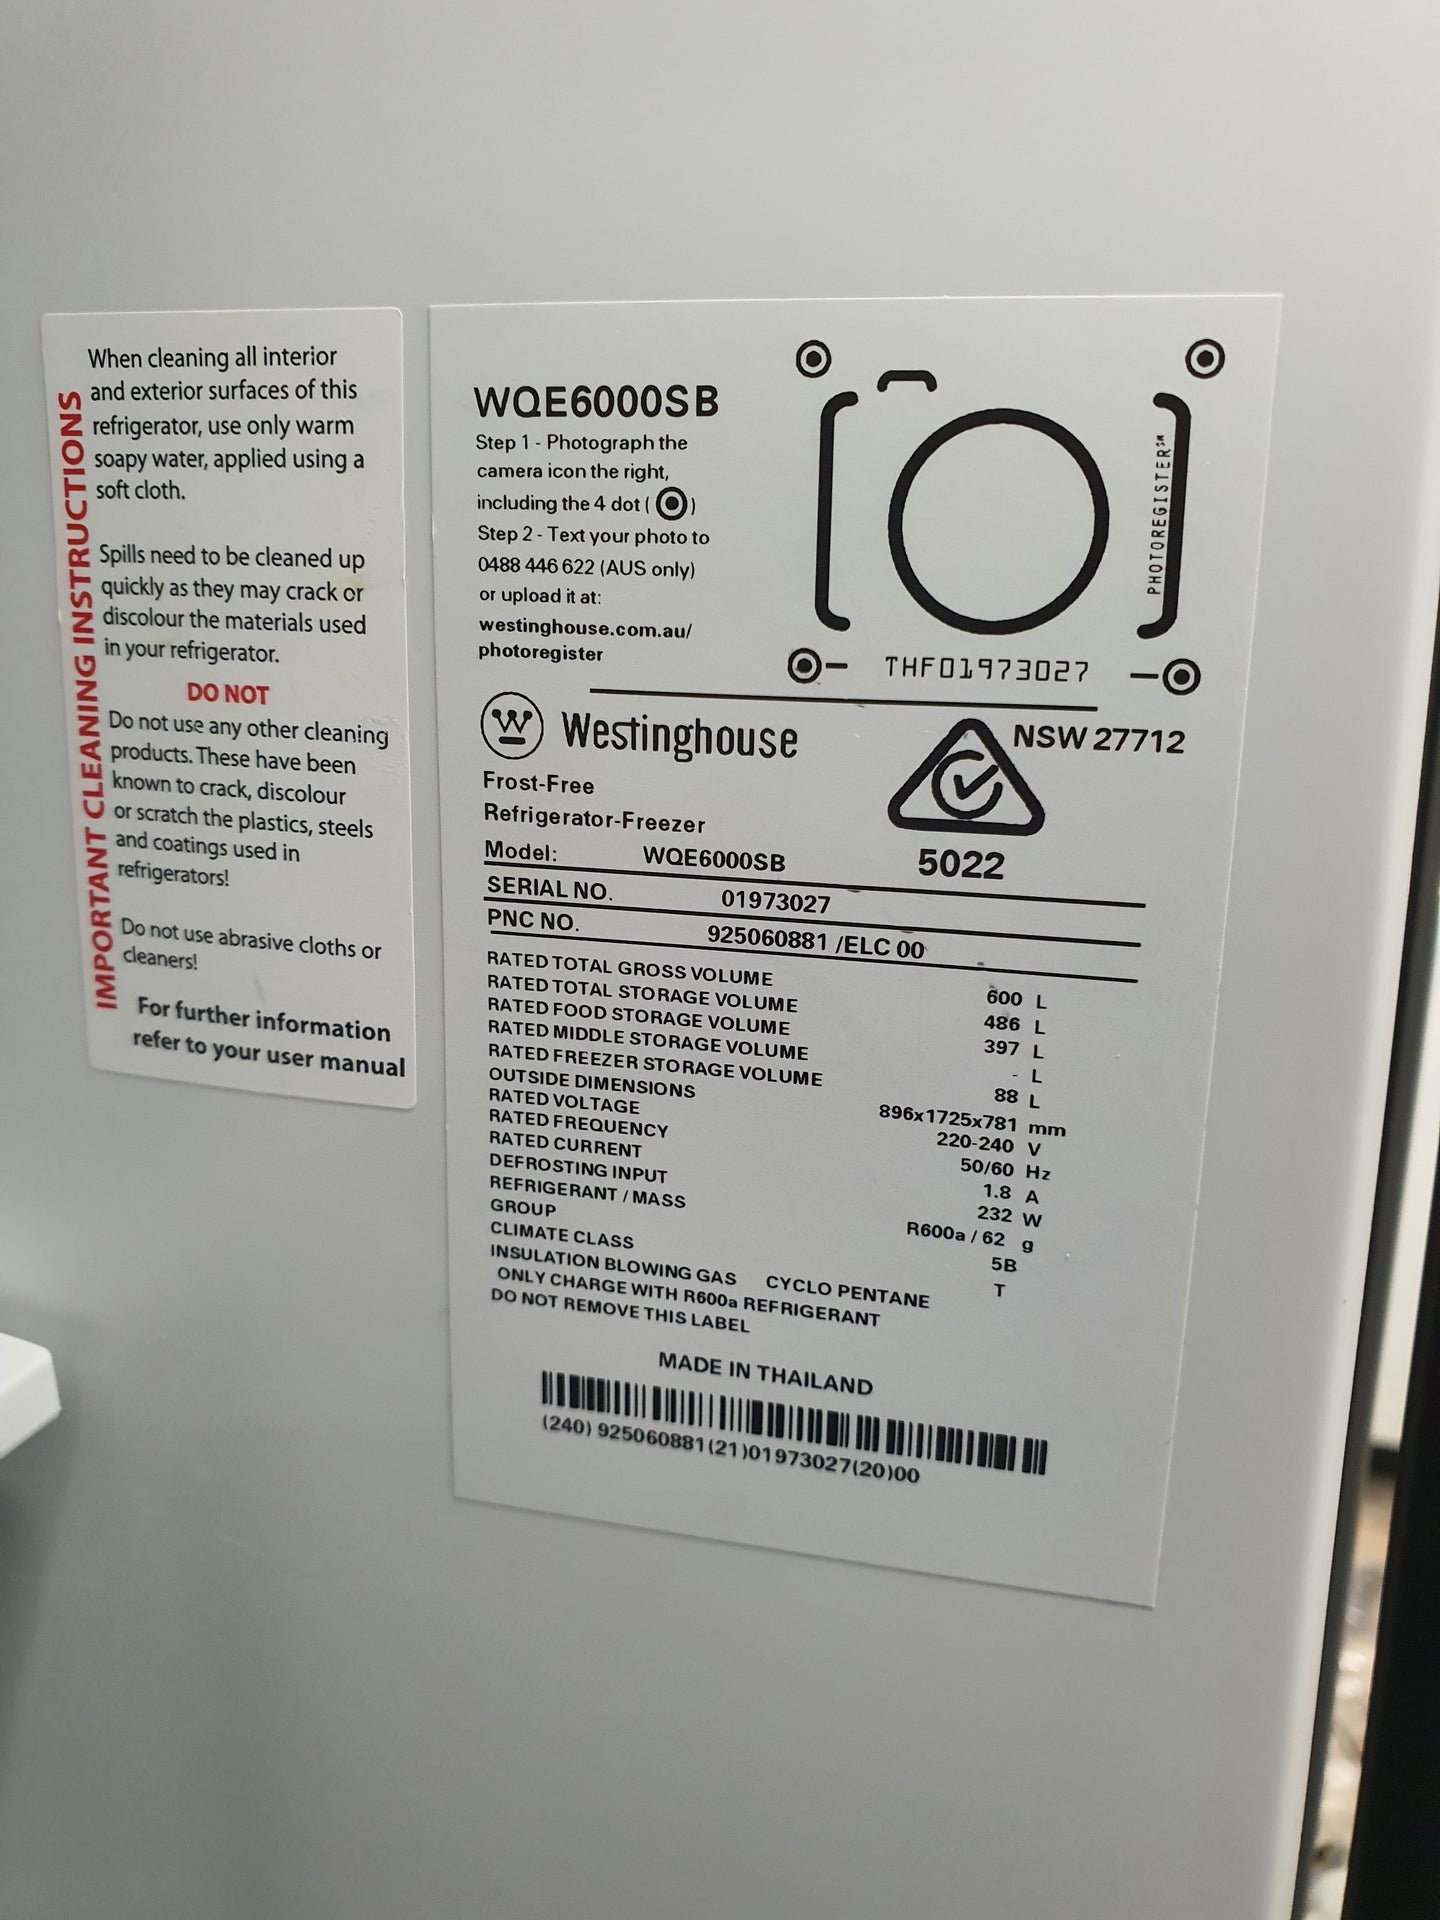 IMPORTANT CLEANING INSTRUCTIONS
When cleaning all interior
and exterior surfaces of this
refrigerator, use only warm
soapy water, applied using a
soft cloth.
Spills need to be cleaned up
quickly as they may crack or
discolour the materials used
in your refrigerator.
DO NOT
Do not use any other cleaning
products. These have been
known to crack, discolour
or scratch the plastics, steels
and coatings used in
refrigerators!
Do not use abrasive cloths or
cleaners!
For further information
refer to your user manual
WQE6000SB
Step 1 - Photograph the
camera icon the right,
including the 4 dot ( )
Step 2 - Text your photo to
0488 446 622 (AUS only)
or upload it at:
westinghouse.com.au/
photoregister
PHOTOREGISTER℠
THF01973027
W Westinghouse
NSW 27712
Frost-Free
Refrigerator-Freezer
5022
Model: WQE6000SB
SERIAL NO. 01973027
PNC NO. 925060881 /ELC 00
RATED TOTAL GROSS VOLUME 600 L
RATED TOTAL STORAGE VOLUME 486 L
RATED FOOD STORAGE VOLUME 397 L
RATED MIDDLE STORAGE VOLUME - L
RATED FREEZER STORAGE VOLUME 88 L
OUTSIDE DIMENSIONS 896x1725x781 mm
RATED VOLTAGE 220-240 V
RATED FREQUENCY 50/60 Hz
RATED CURRENT 1.8 A
DEFROSTING INPUT 232 W
REFRIGERANT / MASS R600a / 62 g
GROUP 5B
CLIMATE CLASS T
INSULATION BLOWING GAS CYCLO PENTANE
ONLY CHARGE WITH R600a REFRIGERANT
DO NOT REMOVE THIS LABEL
MADE IN THAILAND
(240) 925060881(21)01973027(20)00